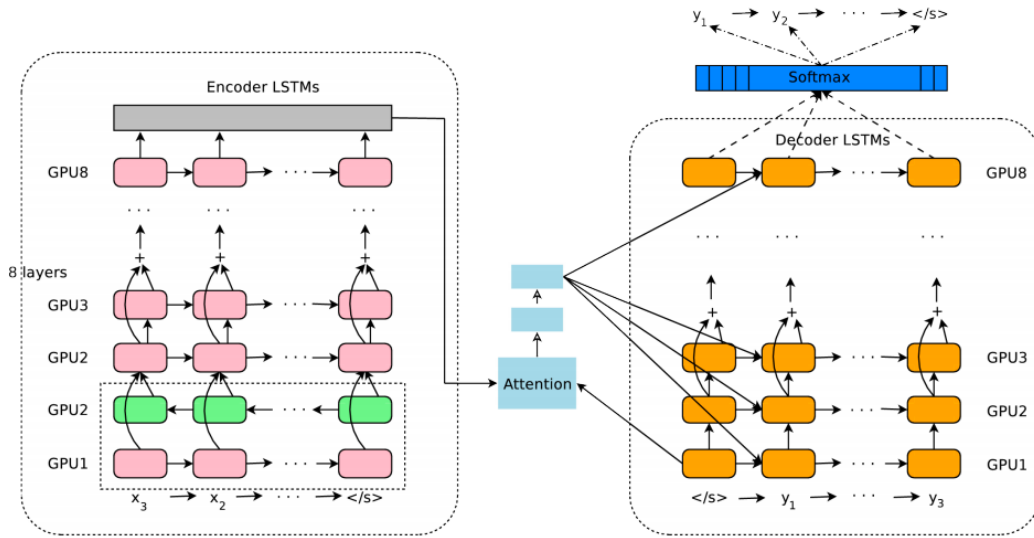 y1 y2 · · · </s>
Softmax
Encoder LSTMs
Decoder LSTMs
GPU8
· · ·
GPU8
· · ·
· · · · · · · · ·
· · · · · · · · ·
8 layers
+ + +
+ + +
GPU3
· · ·
GPU2
· · ·
GPU2
· · ·
GPU1
· · ·
Attention
GPU3
· · ·
GPU2
· · ·
GPU1
· · ·
x3 x2 · · · </s>
</s> y1 · · · y3